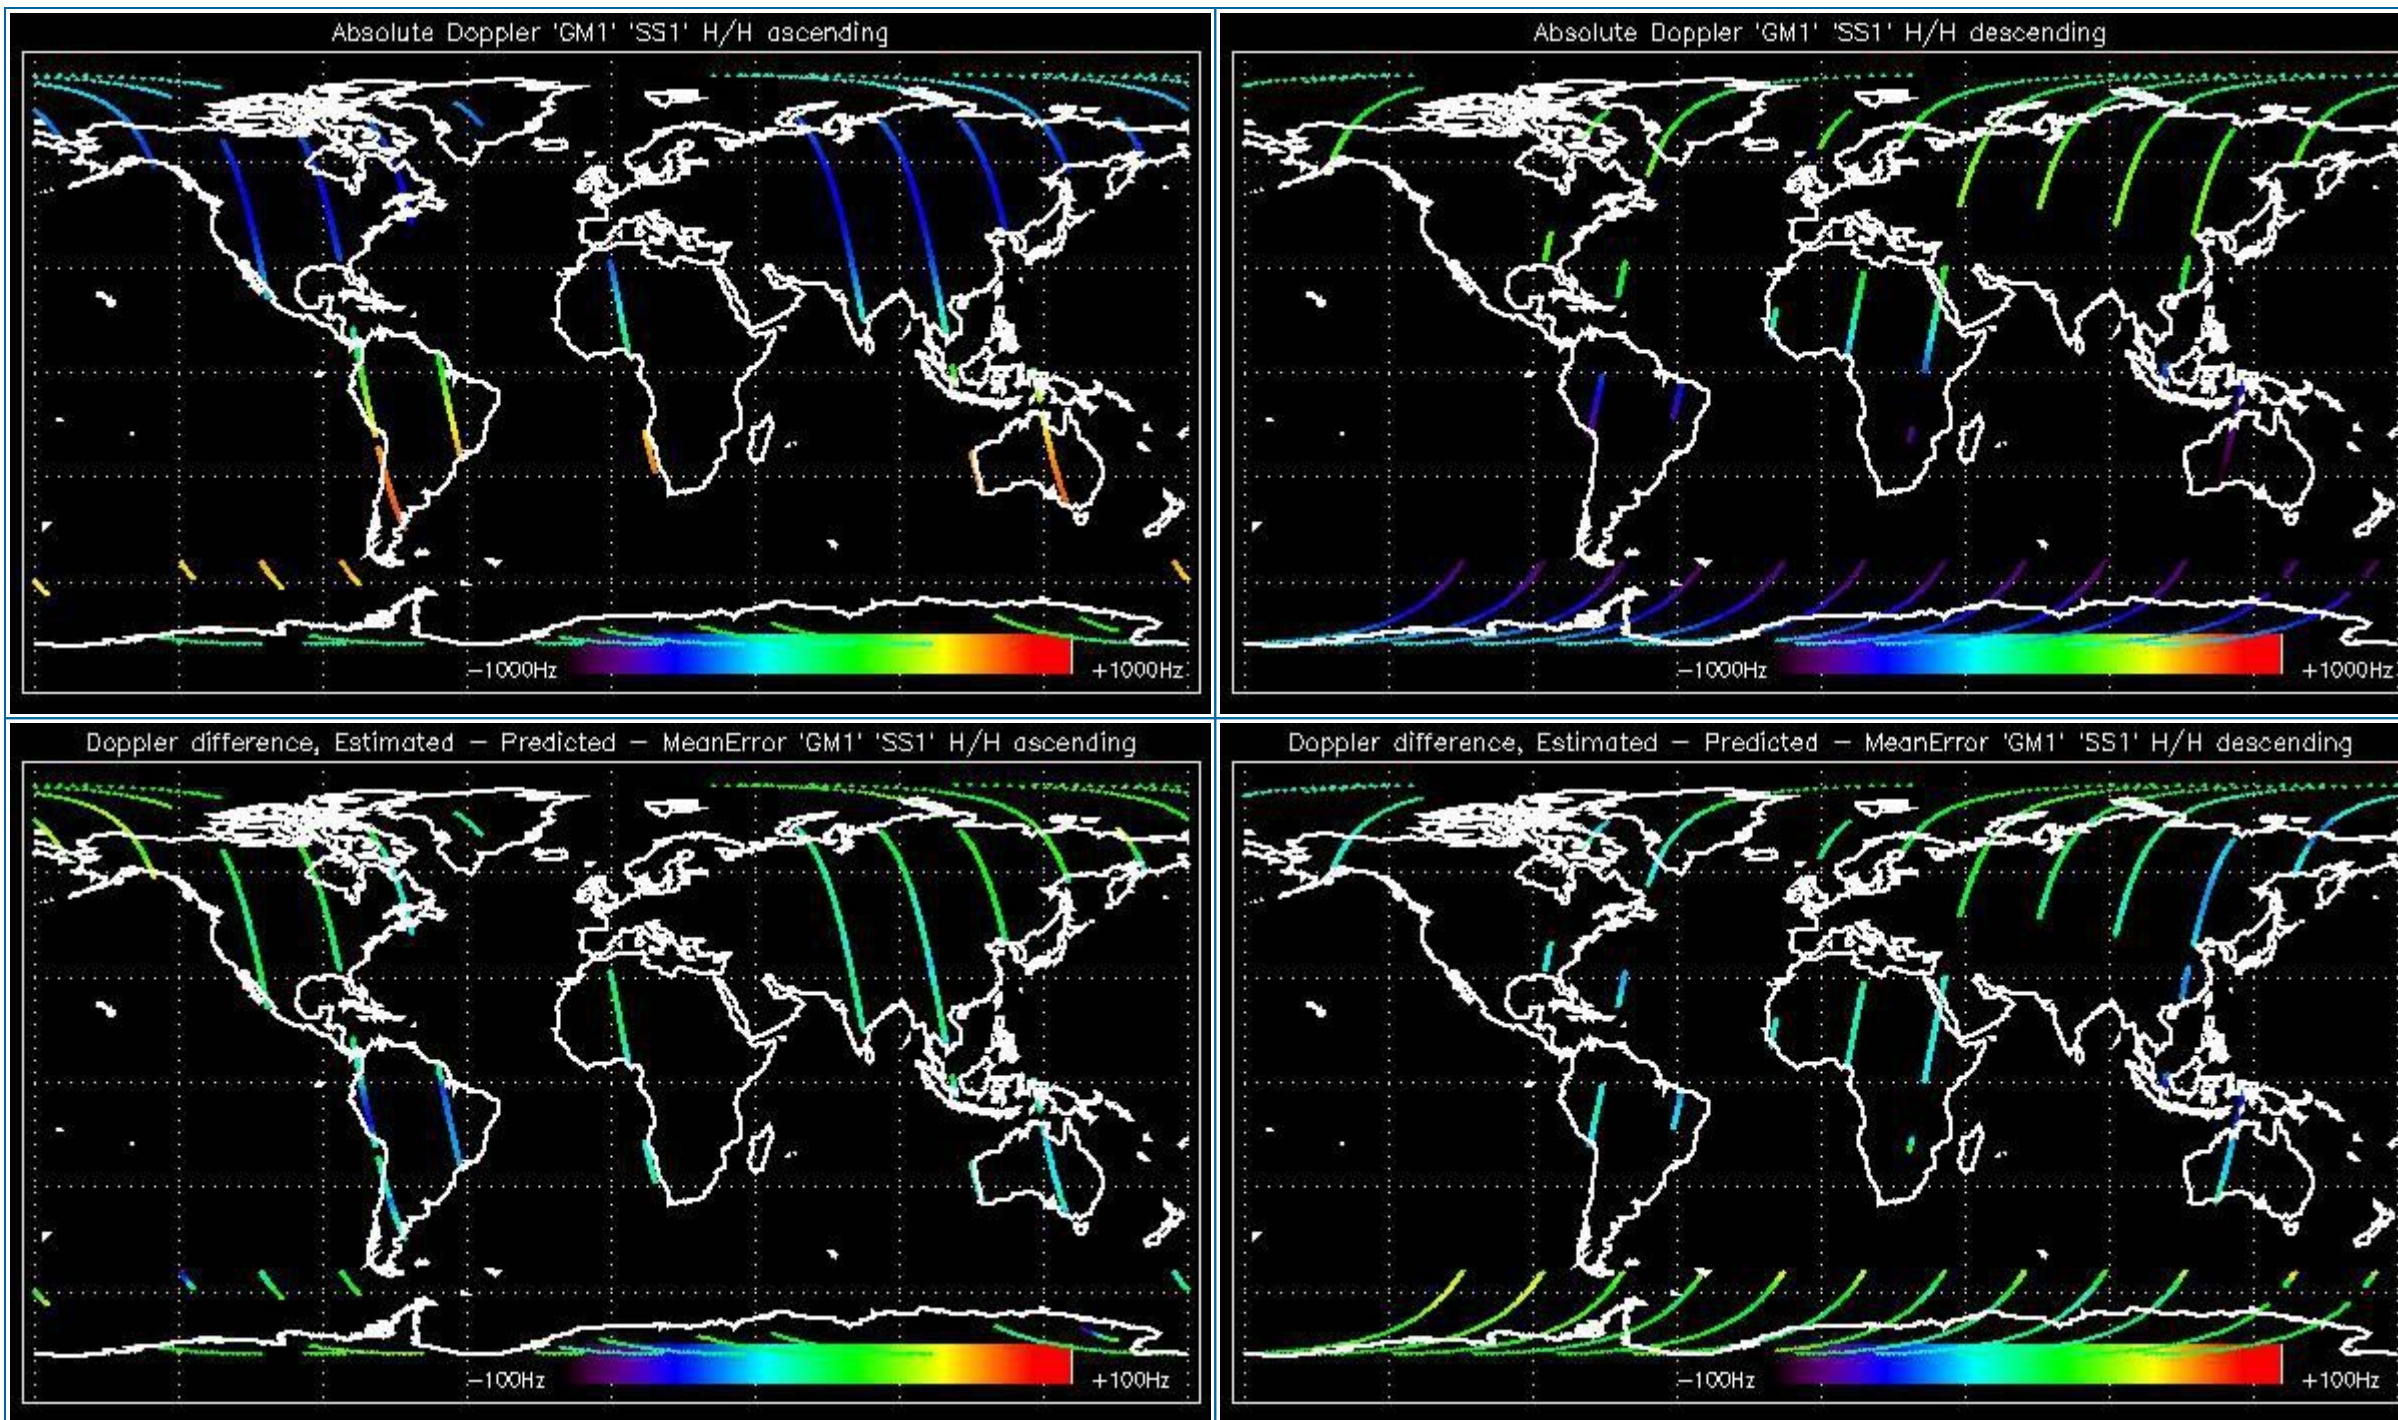 Absolute Doppler 'GM1' 'SS1' H/H ascending
−1000Hz
+1000Hz
Absolute Doppler 'GM1' 'SS1' H/H descending
−1000Hz
+1000Hz
Doppler difference, Estimated − Predicted − MeanError 'GM1' 'SS1' H/H ascending
−100Hz
+100Hz
Doppler difference, Estimated − Predicted − MeanError 'GM1' 'SS1' H/H descending
−100Hz
+100Hz